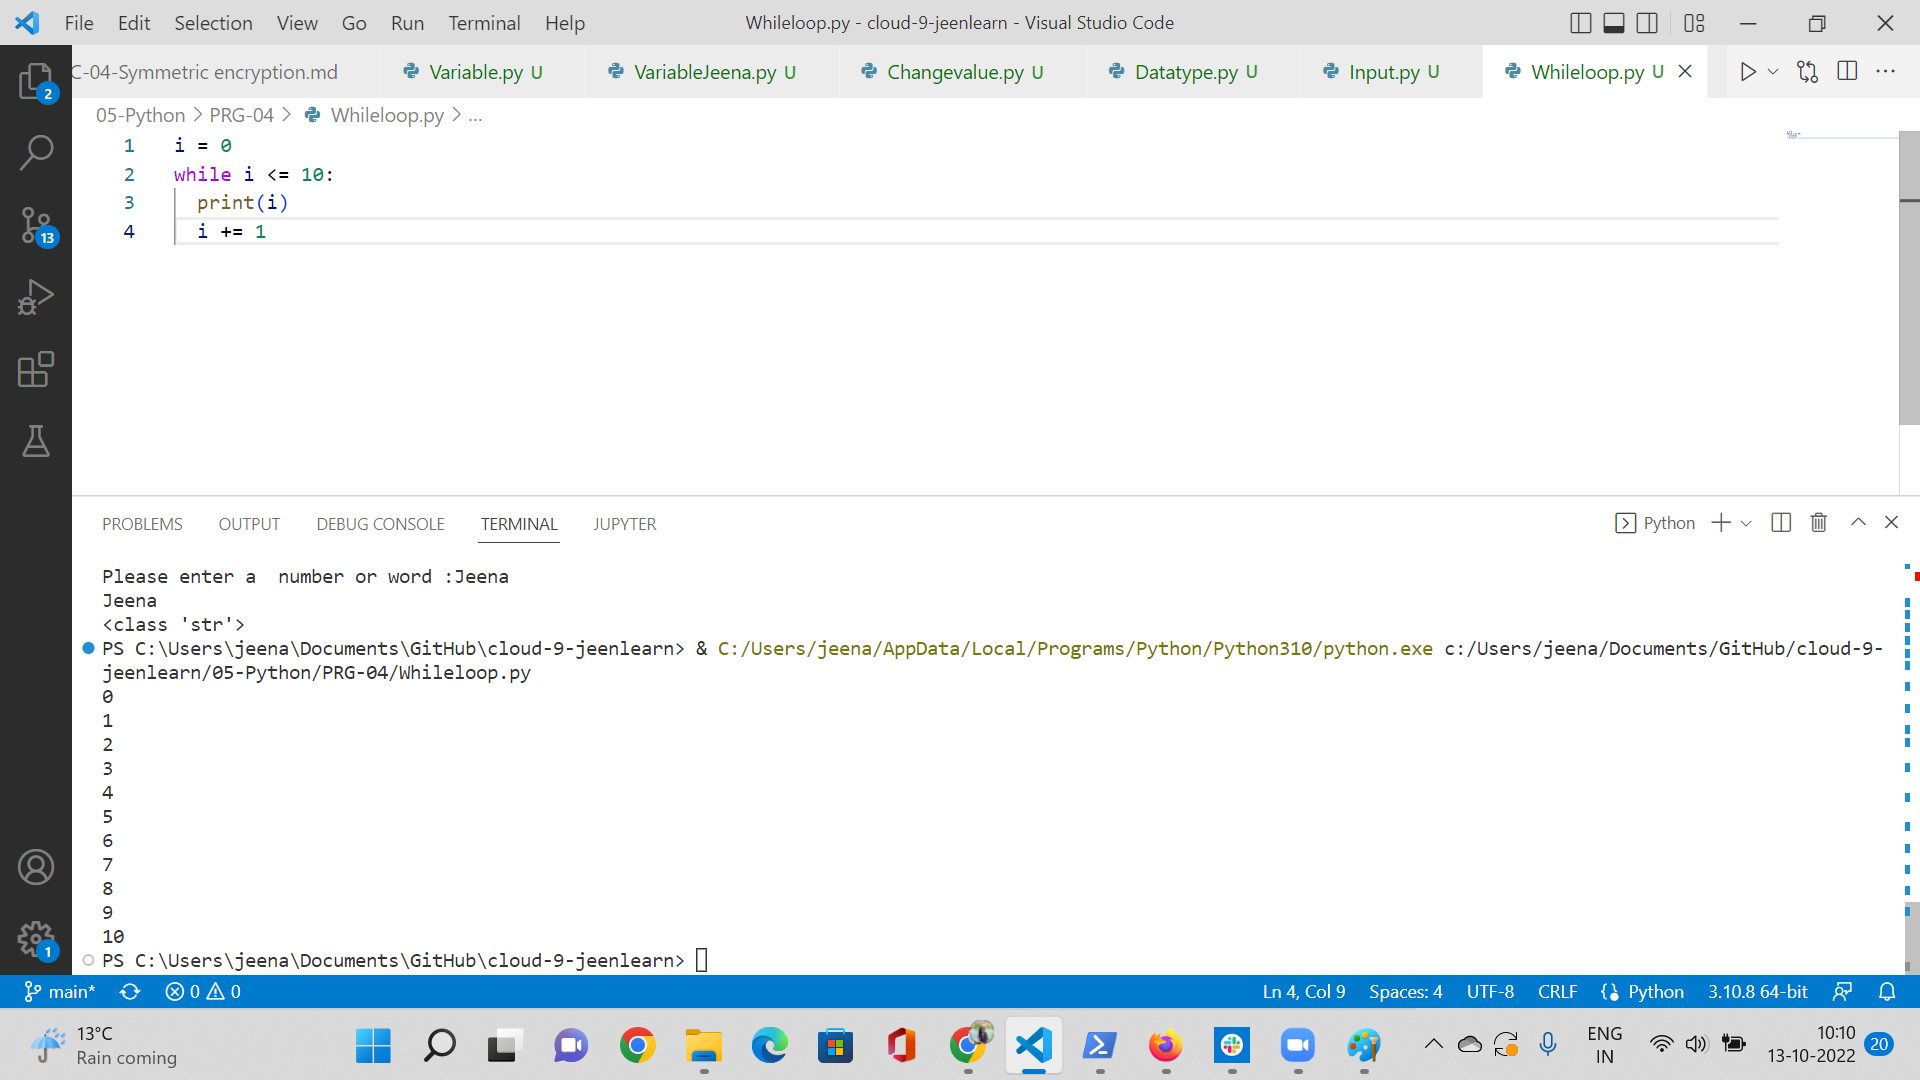 File Edit Selection View Go Run Terminal Help Whileloop.py - cloud-9-jeenlearn - Visual Studio Code
C-04-Symmetric encryption.md Variable.py U VariableJeena.py U Changevalue.py U Datatype.py U Input.py U Whileloop.py U
2
05-Python > PRG-04 > Whileloop.py > ...
1 i = 0
2 while i <= 10:
3 print(i)
4 i += 1
13
PROBLEMS OUTPUT DEBUG CONSOLE TERMINAL JUPYTER Python
Please enter a  number or word :Jeena
Jeena
<class 'str'>
PS C:\Users\jeena\Documents\GitHub\cloud-9-jeenlearn> & C:/Users/jeena/AppData/Local/Programs/Python/Python310/python.exe c:/Users/jeena/Documents/GitHub/cloud-9-
jeenlearn/05-Python/PRG-04/Whileloop.py
0
1
2
3
4
5
6
7
8
9
10
1
PS C:\Users\jeena\Documents\GitHub\cloud-9-jeenlearn>
main* 0 0 Ln 4, Col 9 Spaces: 4 UTF-8 CRLF Python 3.10.8 64-bit
13°C
Rain coming
ENG
IN
10:10
13-10-2022
20